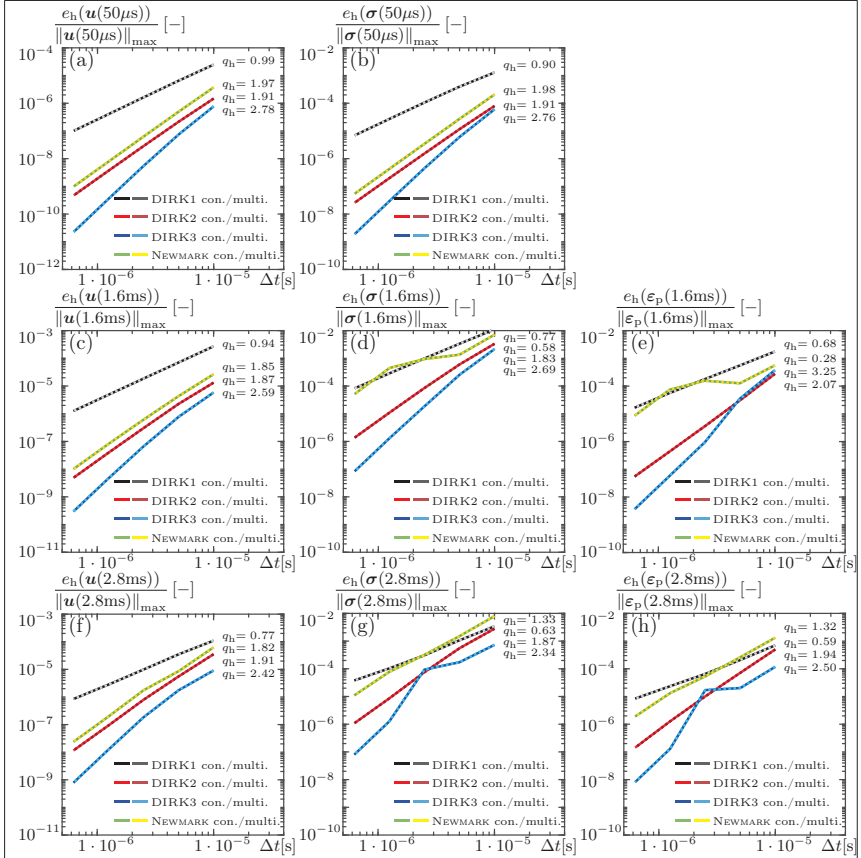 e_h(u(50μs)) / ‖u(50μs)‖_max [−]
(a)
10^−4
10^−6
10^−8
10^−10
10^−12
q_h= 0.99
q_h= 1.97
q_h= 1.91
q_h= 2.78
DIRK1 con./multi.
DIRK2 con./multi.
DIRK3 con./multi.
NEWMARK con./multi.
1 · 10^−6
1 · 10^−5
Δt[s]
e_h(σ(50μs)) / ‖σ(50μs)‖_max [−]
(b)
10^−2
10^−4
10^−6
10^−8
10^−10
q_h= 0.90
q_h= 1.98
q_h= 1.91
q_h= 2.76
DIRK1 con./multi.
DIRK2 con./multi.
DIRK3 con./multi.
NEWMARK con./multi.
1 · 10^−6
1 · 10^−5
Δt[s]
e_h(u(1.6ms)) / ‖u(1.6ms)‖_max [−]
(c)
10^−3
10^−5
10^−7
10^−9
10^−11
q_h= 0.94
q_h= 1.85
q_h= 1.87
q_h= 2.59
DIRK1 con./multi.
DIRK2 con./multi.
DIRK3 con./multi.
NEWMARK con./multi.
1 · 10^−6
1 · 10^−5
Δt[s]
e_h(σ(1.6ms)) / ‖σ(1.6ms)‖_max [−]
(d)
10^−2
10^−4
10^−6
10^−8
10^−10
q_h= 0.77
q_h= 0.58
q_h= 1.83
q_h= 2.69
DIRK1 con./multi.
DIRK2 con./multi.
DIRK3 con./multi.
NEWMARK con./multi.
1 · 10^−6
1 · 10^−5
Δt[s]
e_h(ε_p(1.6ms)) / ‖ε_p(1.6ms)‖_max [−]
(e)
10^−2
10^−4
10^−6
10^−8
10^−10
q_h= 0.68
q_h= 0.28
q_h= 3.25
q_h= 2.07
DIRK1 con./multi.
DIRK2 con./multi.
DIRK3 con./multi.
NEWMARK con./multi.
1 · 10^−6
1 · 10^−5
Δt[s]
e_h(u(2.8ms)) / ‖u(2.8ms)‖_max [−]
(f)
10^−3
10^−5
10^−7
10^−9
10^−11
q_h= 0.77
q_h= 1.82
q_h= 1.91
q_h= 2.42
DIRK1 con./multi.
DIRK2 con./multi.
DIRK3 con./multi.
NEWMARK con./multi.
1 · 10^−6
1 · 10^−5
Δt[s]
e_h(σ(2.8ms)) / ‖σ(2.8ms)‖_max [−]
(g)
10^−2
10^−4
10^−6
10^−8
10^−10
q_h= 1.33
q_h= 0.63
q_h= 1.87
q_h= 2.34
DIRK1 con./multi.
DIRK2 con./multi.
DIRK3 con./multi.
NEWMARK con./multi.
1 · 10^−6
1 · 10^−5
Δt[s]
e_h(ε_p(2.8ms)) / ‖ε_p(2.8ms)‖_max [−]
(h)
10^−2
10^−4
10^−6
10^−8
10^−10
q_h= 1.32
q_h= 0.59
q_h= 1.94
q_h= 2.50
DIRK1 con./multi.
DIRK2 con./multi.
DIRK3 con./multi.
NEWMARK con./multi.
1 · 10^−6
1 · 10^−5
Δt[s]